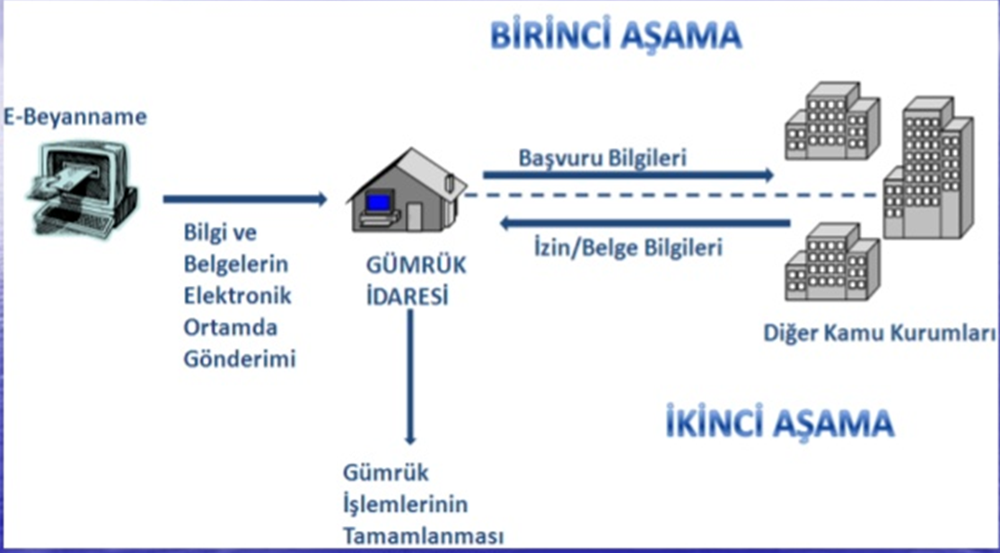 BİRİNCİ AŞAMA
E-Beyanname
Başvuru Bilgileri
Bilgi ve
Belgelerin
Elektronik
Ortamda
Gönderimi
GÜMRÜK
İDARESİ
İzin/Belge Bilgileri
Diğer Kamu Kurumları
İKİNCİ AŞAMA
Gümrük
İşlemlerinin
Tamamlanması